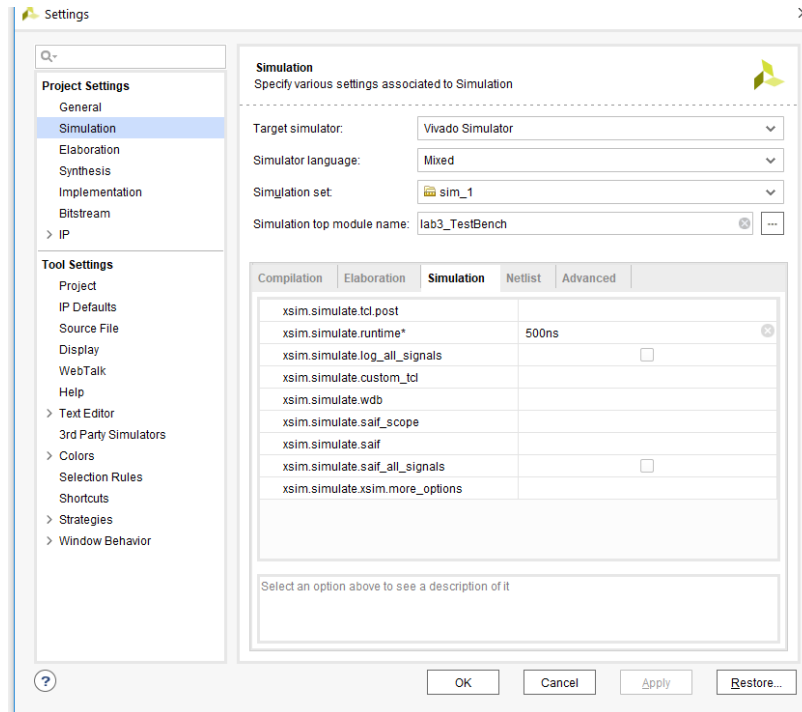 Settings
Q-
Project Settings
General
Simulation
Elaboration
Synthesis
Implementation
Bitstream
> IP
Tool Settings
Project
IP Defaults
Source File
Display
WebTalk
Help
> Text Editor
3rd Party Simulators
> Colors
Selection Rules
Shortcuts
> Strategies
> Window Behavior
Simulation
Specify various settings associated to Simulation
Target simulator: Vivado Simulator
Simulator language: Mixed
Simulation set: sim_1
Simulation top module name: lab3_TestBench ...
Compilation Elaboration Simulation Netlist Advanced
xsim.simulate.tcl.post
xsim.simulate.runtime* 500ns
xsim.simulate.log_all_signals
xsim.simulate.custom_tcl
xsim.simulate.wdb
xsim.simulate.saif_scope
xsim.simulate.saif
xsim.simulate.saif_all_signals
xsim.simulate.xsim.more_options
Select an option above to see a description of it
? OK Cancel Apply Restore...